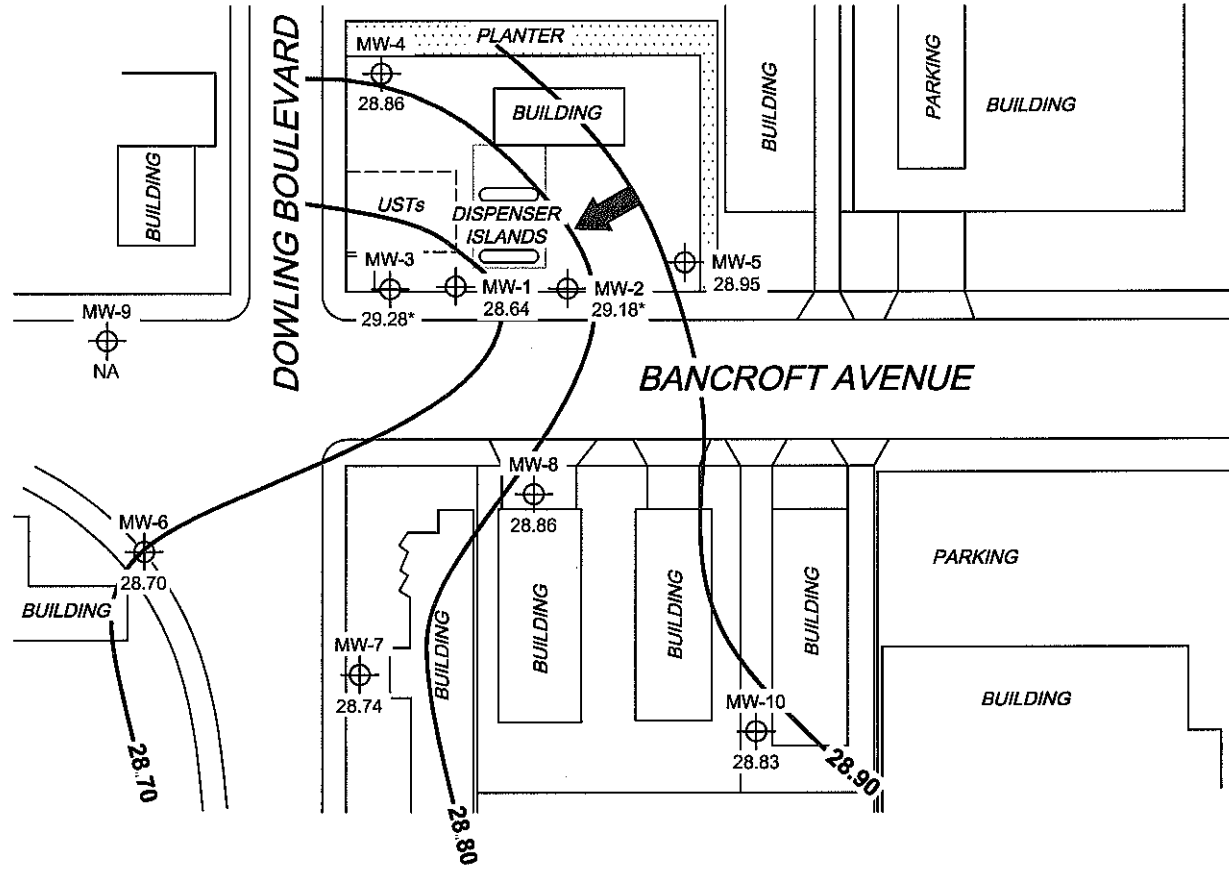 DOWLING BOULEVARD
PLANTER
MW-4
28.86
BUILDING
BUILDING
PARKING
BUILDING
BUILDING
USTs
DISPENSER
ISLANDS
MW-3
29.28*
MW-1
28.64
MW-2
29.18*
MW-5
28.95
MW-9
NA
BANCROFT AVENUE
MW-8
28.86
MW-6
28.70
BUILDING
PARKING
MW-7
28.74
BUILDING
BUILDING
BUILDING
BUILDING
BUILDING
MW-10
28.83
28.70
28.80
28.90